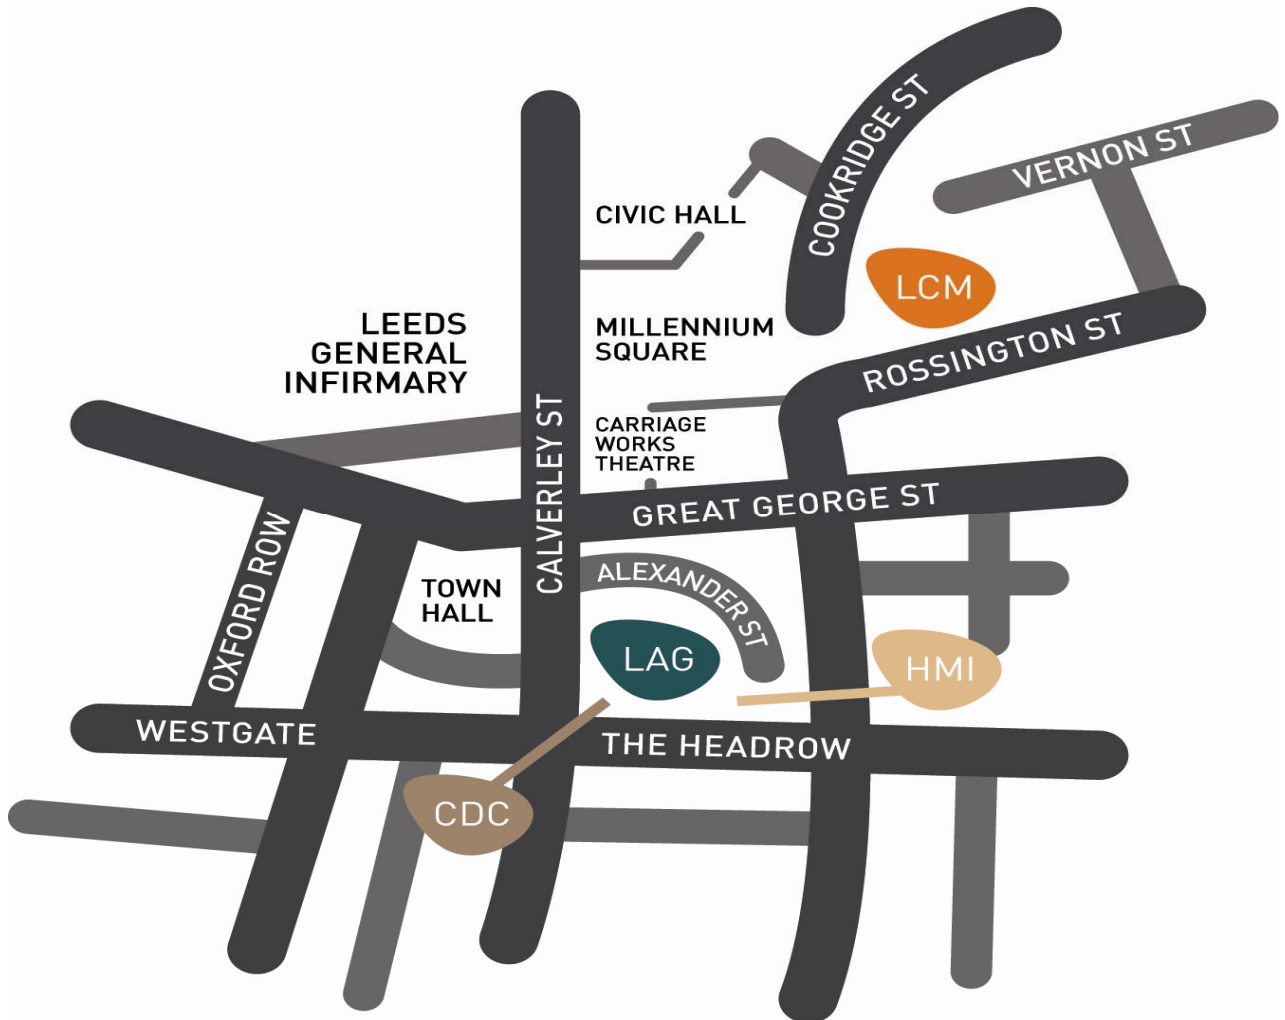 COOKRIDGE ST
VERNON ST
CIVIC HALL
LCM
LEEDS
GENERAL
INFIRMARY
MILLENNIUM
SQUARE
ROSSINGTON ST
CARRIAGE
WORKS
THEATRE
CALVERLEY ST
GREAT GEORGE ST
OXFORD ROW
TOWN
HALL
ALEXANDER ST
LAG
HMI
WESTGATE
THE HEADROW
CDC